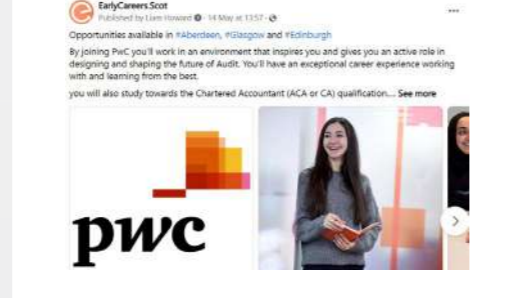 EarlyCareers.Scot
Published by Liam Howard · 14 May at 13:57 ·
Opportunities available in #Aberdeen, #Glasgow and #Edinburgh
By joining PwC you'll work in an environment that inspires you and gives you an active role in
designing and shaping the future of Audit. You'll have an exceptional career experience working
with and learning from the best.
you will also study towards the Chartered Accountant (ACA or CA) qualification... See more
pwc